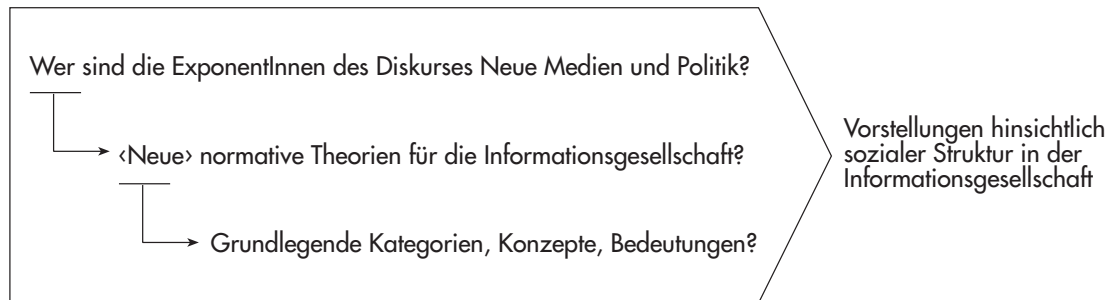 Wer sind die ExponentInnen des Diskurses Neue Medien und Politik?
‹Neue› normative Theorien für die Informationsgesellschaft?
Grundlegende Kategorien, Konzepte, Bedeutungen?
Vorstellungen hinsichtlich
sozialer Struktur in der
Informationsgesellschaft